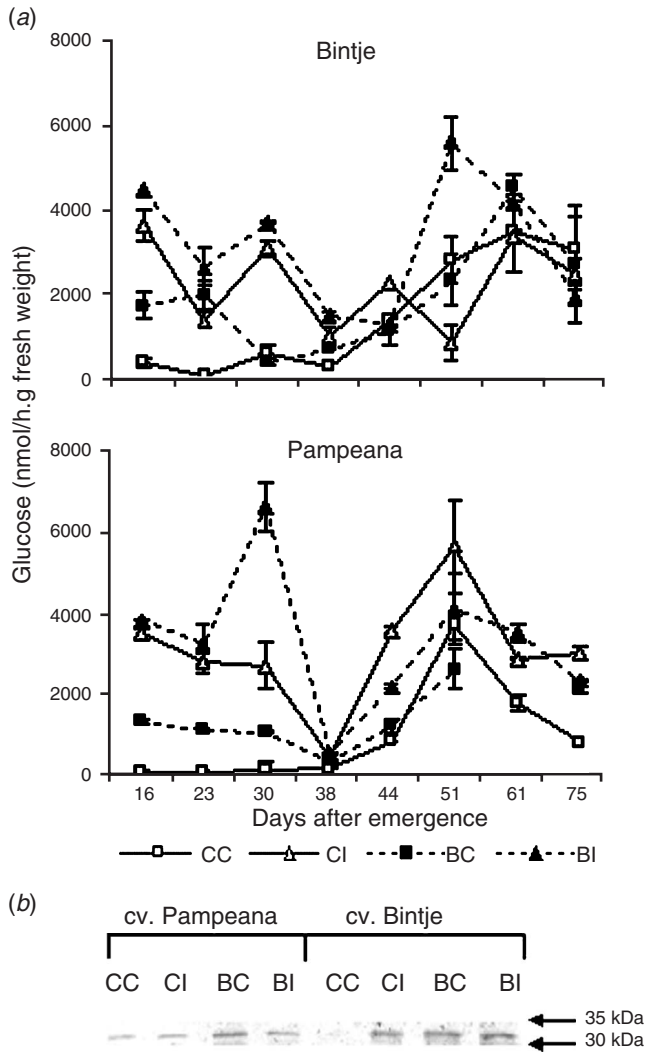 (a)
Bintje
8000
6000
4000
2000
0
Glucose (nmol/h.g fresh weight)
Pampeana
8000
6000
4000
2000
0
16 23 30 38 44 51 61 75
Days after emergence
CC CI BC BI
(b)
cv. Pampeana cv. Bintje
CC CI BC BI CC CI BC BI
35 kDa
30 kDa